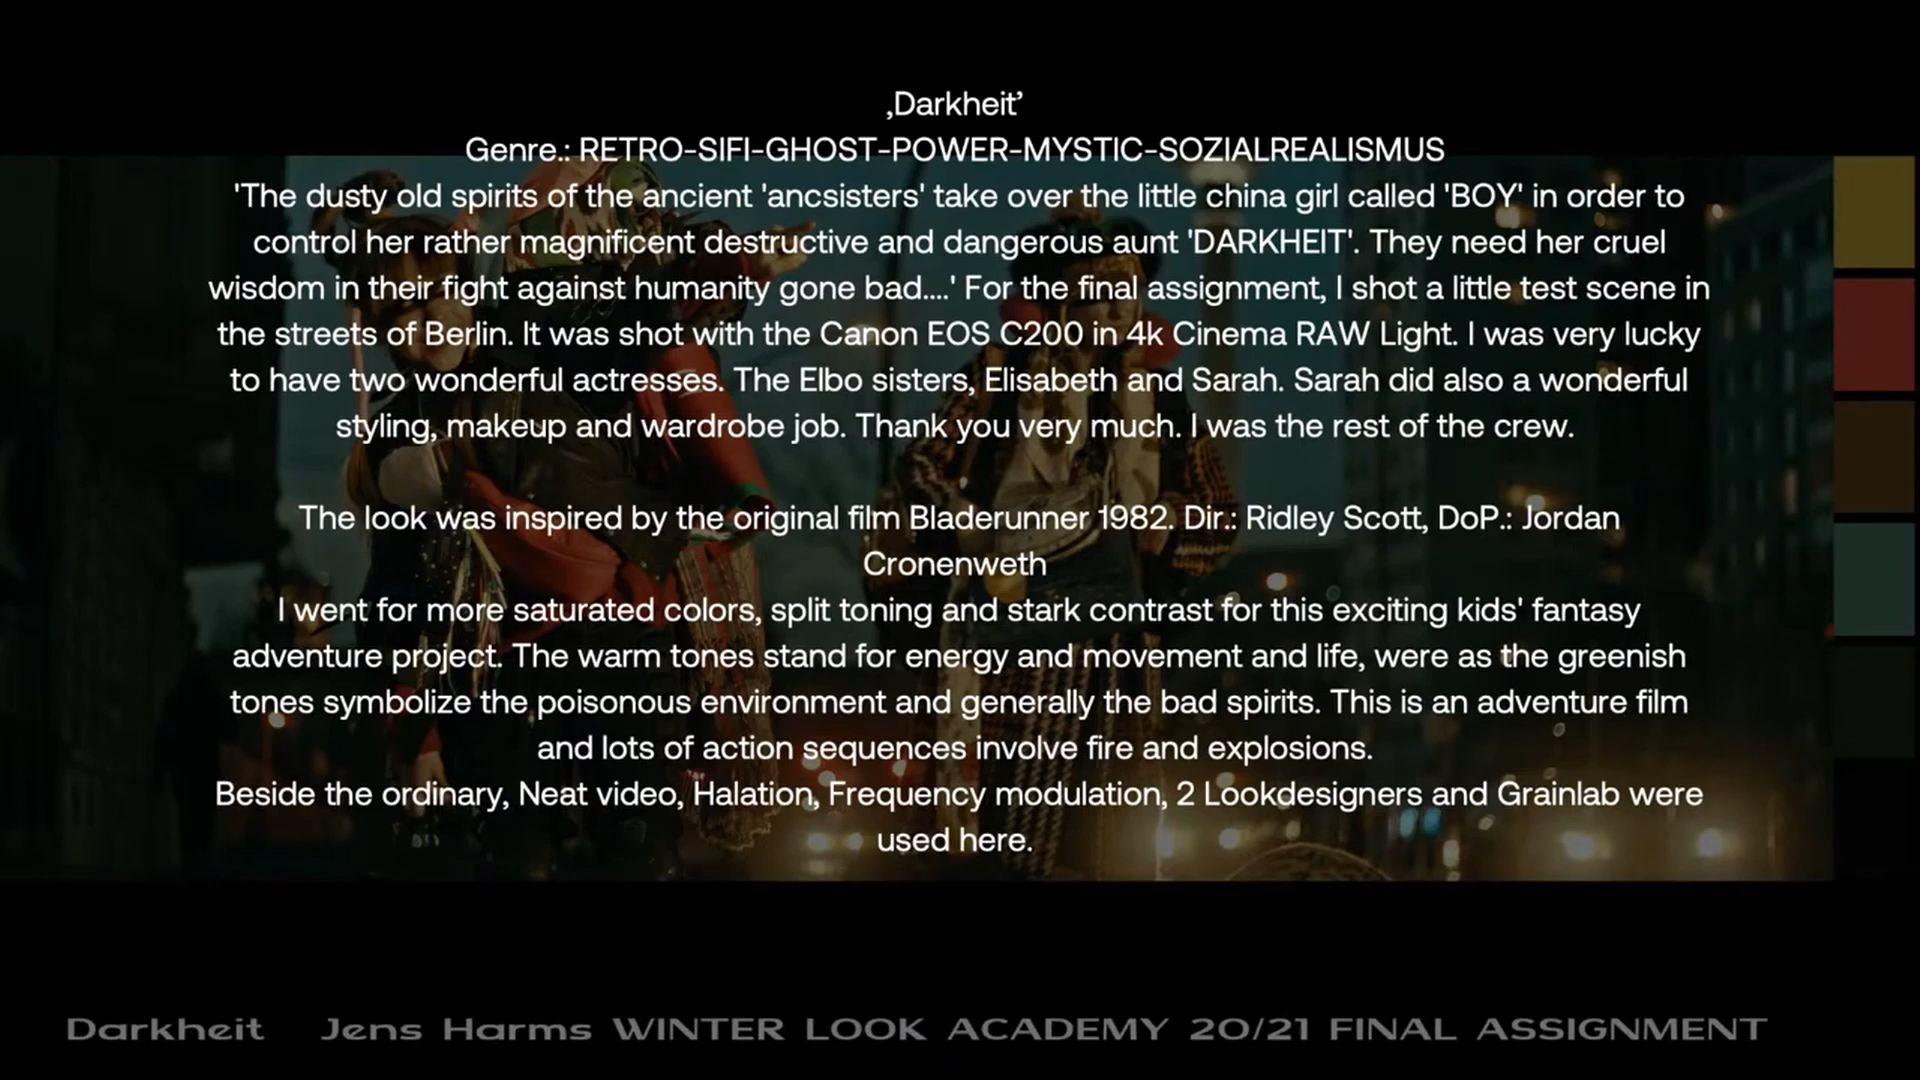 ‚Darkheit’
Genre.: RETRO-SIFI-GHOST-POWER-MYSTIC-SOZIALREALISMUS
'The dusty old spirits of the ancient 'ancsisters' take over the little china girl called 'BOY' in order to
control her rather magnificent destructive and dangerous aunt 'DARKHEIT'. They need her cruel
wisdom in their fight against humanity gone bad....' For the final assignment, I shot a little test scene in
the streets of Berlin. It was shot with the Canon EOS C200 in 4k Cinema RAW Light. I was very lucky
to have two wonderful actresses. The Elbo sisters, Elisabeth and Sarah. Sarah did also a wonderful
styling, makeup and wardrobe job. Thank you very much. I was the rest of the crew.
The look was inspired by the original film Bladerunner 1982. Dir.: Ridley Scott, DoP.: Jordan
Cronenweth
I went for more saturated colors, split toning and stark contrast for this exciting kids' fantasy
adventure project. The warm tones stand for energy and movement and life, were as the greenish
tones symbolize the poisonous environment and generally the bad spirits. This is an adventure film
and lots of action sequences involve fire and explosions.
Beside the ordinary, Neat video, Halation, Frequency modulation, 2 Lookdesigners and Grainlab were
used here.
Darkheit Jens Harms WINTER LOOK ACADEMY 20/21 FINAL ASSIGNMENT